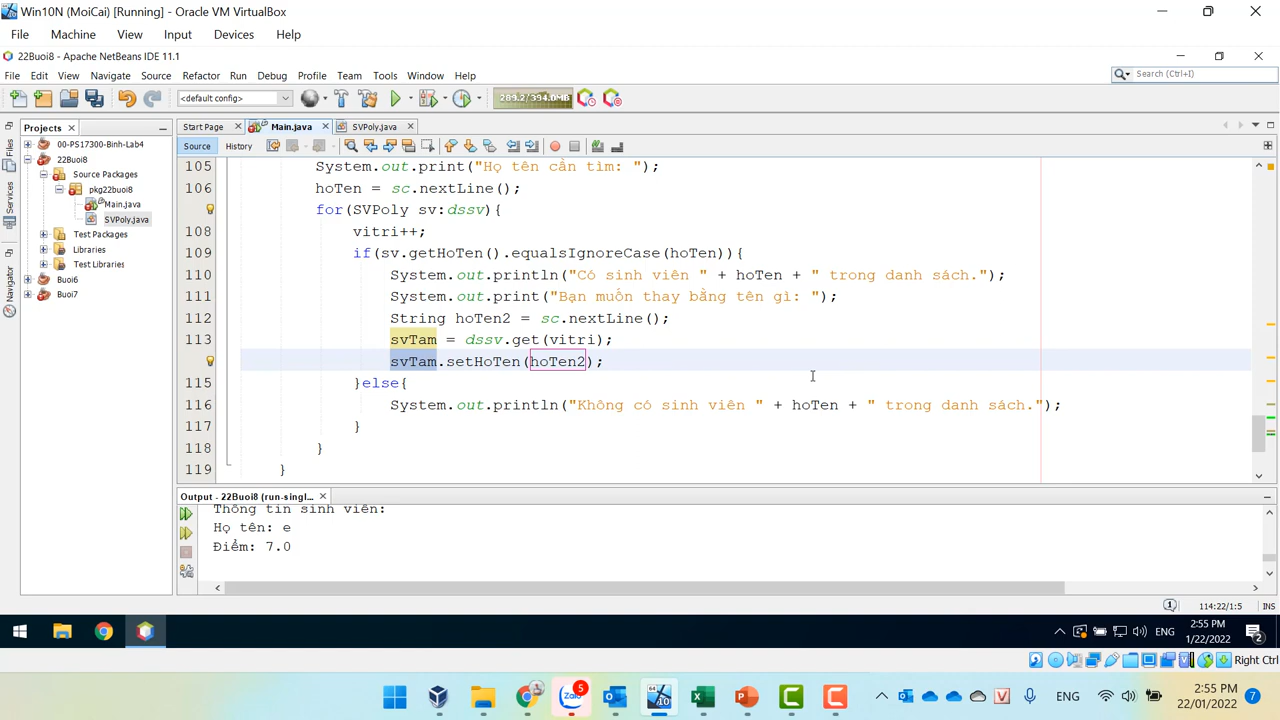 Win10N (MoiCai) [Running] - Oracle VM VirtualBox
File Machine View Input Devices Help
22Buoi8 - Apache NetBeans IDE 11.1
File Edit View Navigate Source Refactor Run Debug Profile Team Tools Window Help
Search (Ctrl+I)
<default config>
289.2/394.0MB
Projects
Start Page
Main.java
SVPoly.java
Files
Services
00-PS17300-Binh-Lab4
22Buoi8
Source Packages
pkg22buoi8
Main.java
SVPoly.java
Test Packages
Libraries
Test Libraries
Buoi6
Buoi7
Source History
105 System.out.print("Họ tên cần tìm: ");
106 hoTen = sc.nextLine();
for(SVPoly sv:dssv){
108 vitri++;
109 if(sv.getHoTen().equalsIgnoreCase(hoTen)){
110 System.out.println("Có sinh viên " + hoTen + " trong danh sách.");
111 System.out.print("Bạn muốn thay bằng tên gì: ");
112 String hoTen2 = sc.nextLine();
113 svTam = dssv.get(vitri);
svTam.setHoTen(hoTen2);
115 }else{
116 System.out.println("Không có sinh viên " + hoTen + " trong danh sách.");
117 }
118 }
119 }
Output - 22Buoi8 (run-singl...
Thông tin sinh viên:
Họ tên: e
Điểm: 7.0
1
114:22/1:5
INS
ENG
2:55 PM
1/22/2022
2
Right Ctrl
5
ENG
2:55 PM
22/01/2022
7